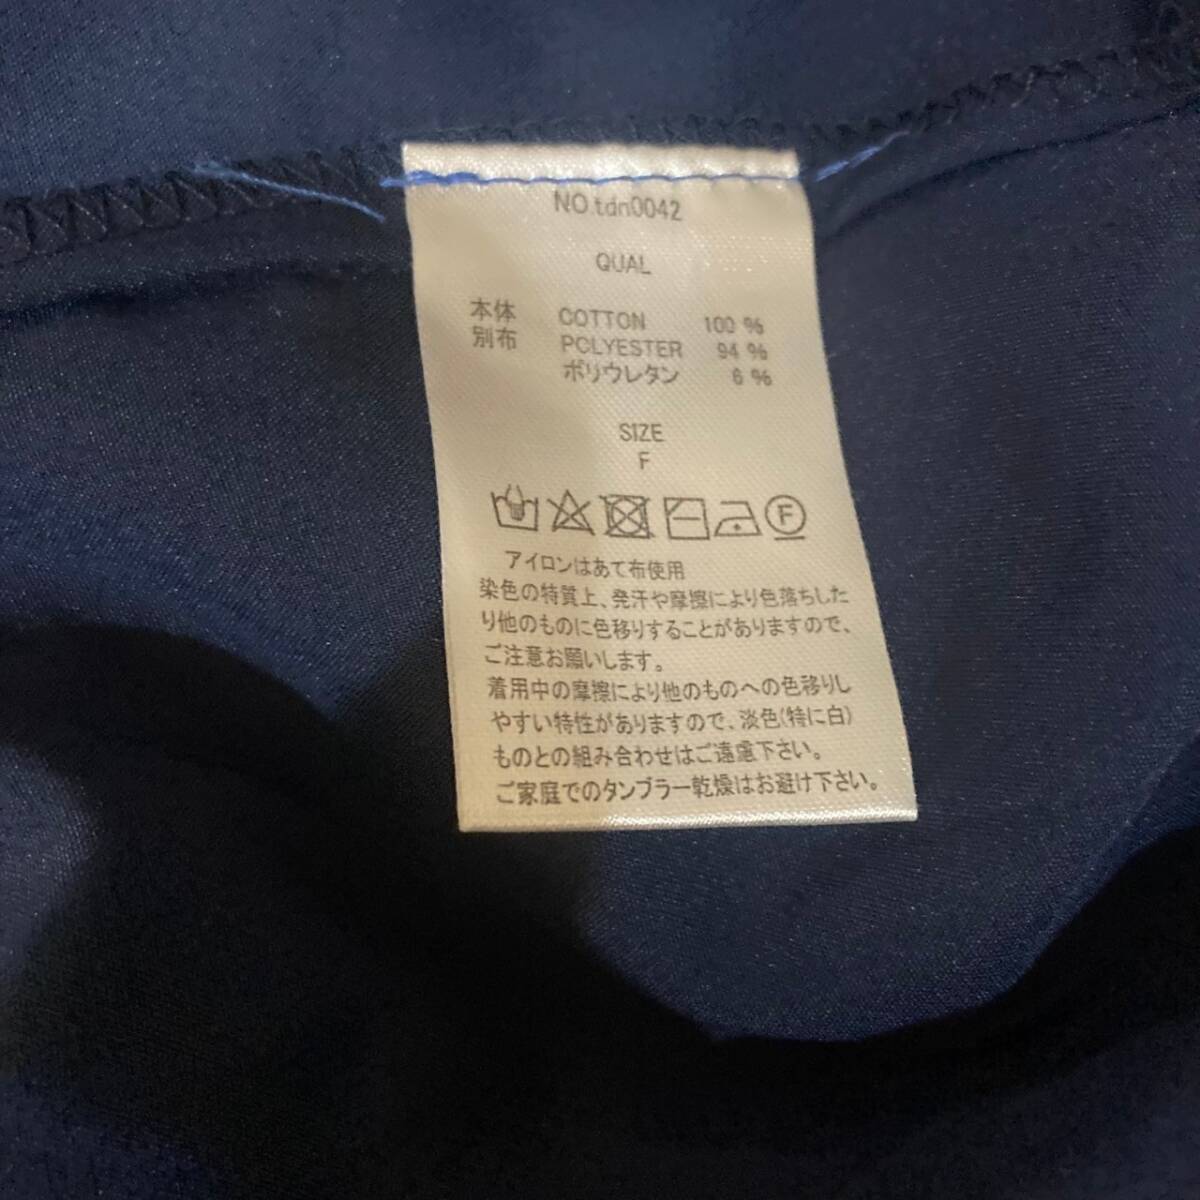 NO.tdn0042
QUAL
本体 COTTON 100 %
別布 POLYESTER 94 %
ポリウレタン 6 %
SIZE
F
F
アイロンはあて布使用
染色の特質上、発汗や摩擦により色落ちした
り他のものに色移りすることがありますので、
ご注意お願いします。
着用中の摩擦により他のものへの色移りし
やすい特性がありますので、淡色(特に白)
ものとの組み合わせはご遠慮下さい。
ご家庭でのタンブラー乾燥はお避け下さい。